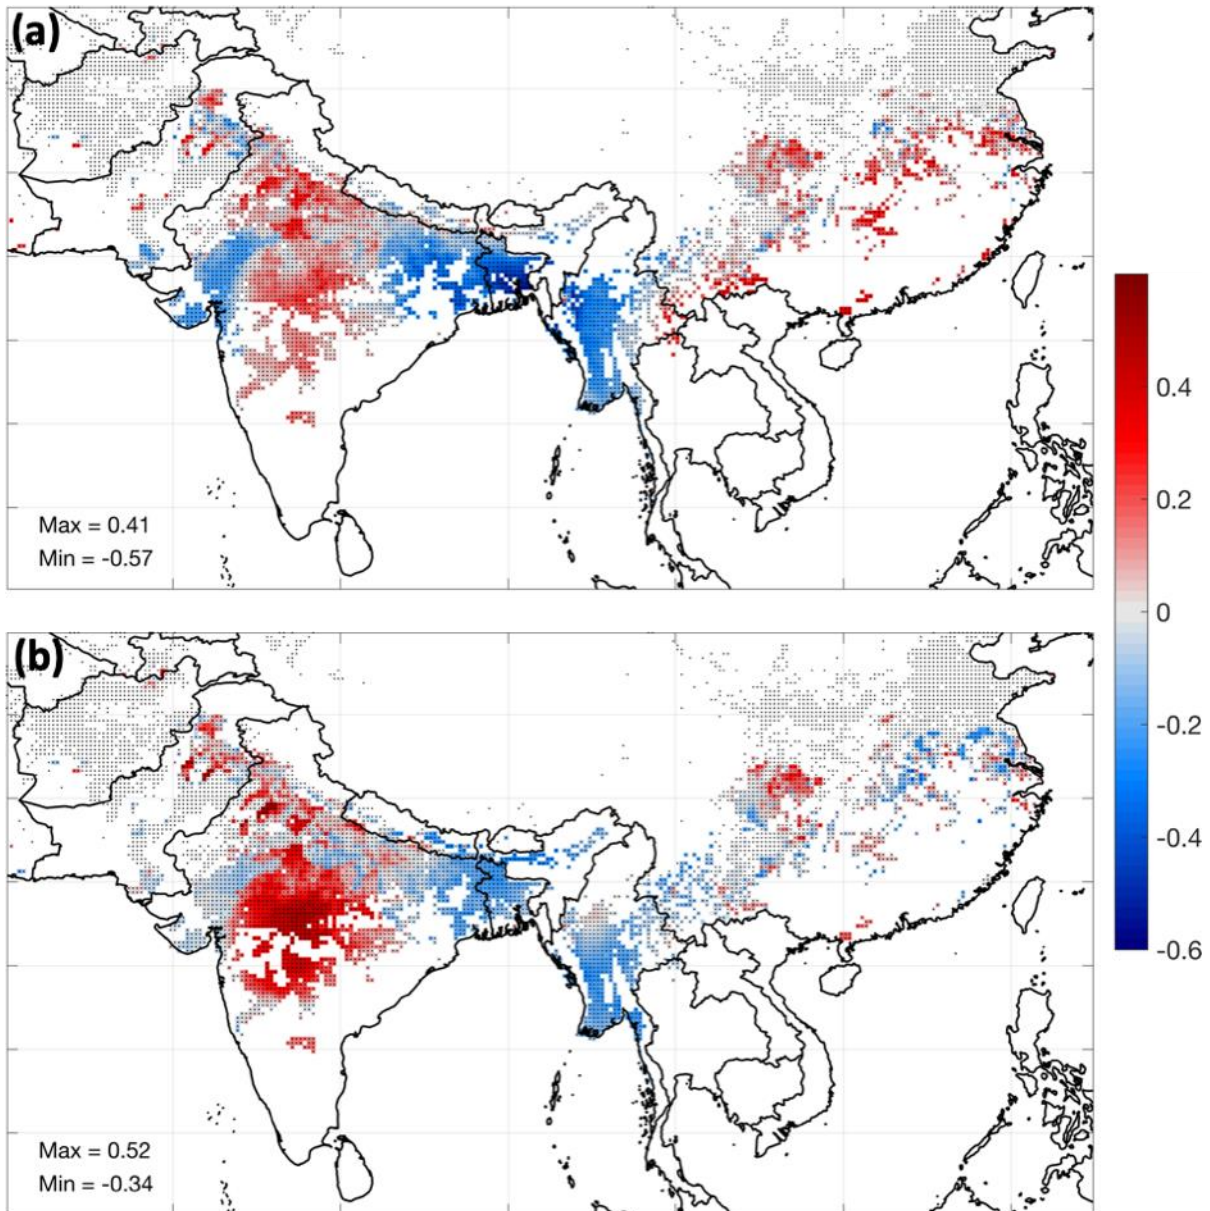 (a)
Max = 0.41
Min = -0.57
0.4
0.2
0
-0.2
-0.4
-0.6
(b)
Max = 0.52
Min = -0.34